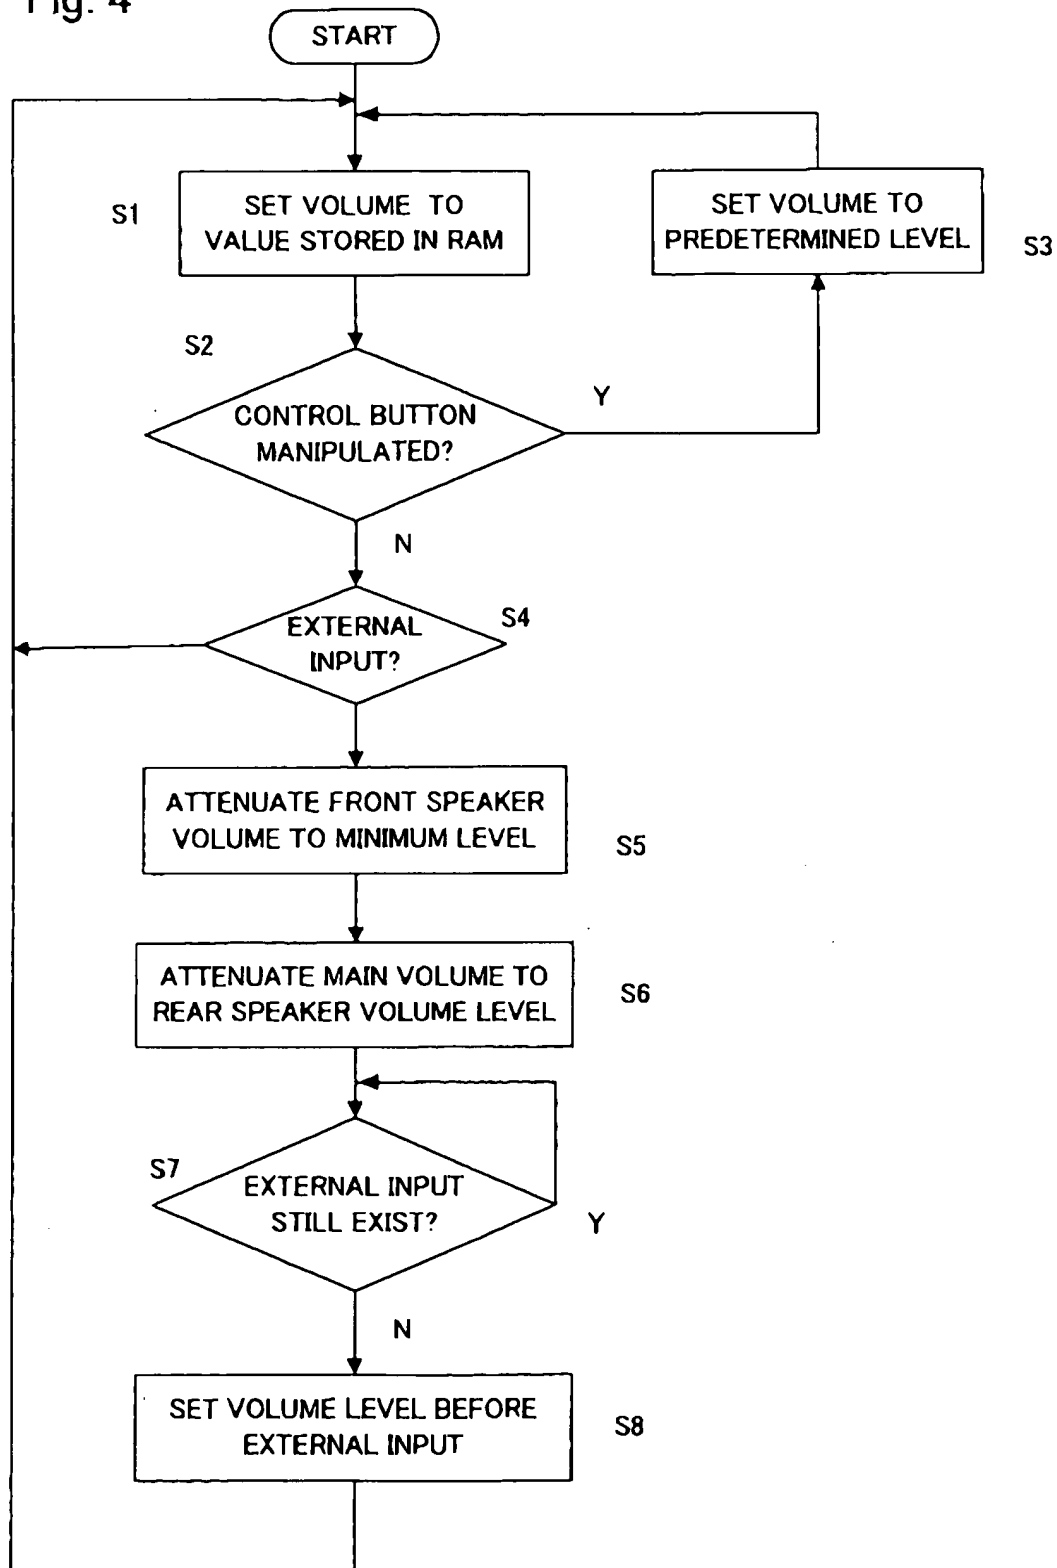 Fig. 4
START
S1
SET VOLUME TO
VALUE STORED IN RAM
SET VOLUME TO
PREDETERMINED LEVEL
S3
S2
CONTROL BUTTON
MANIPULATED?
Y
N
EXTERNAL
INPUT?
S4
ATTENUATE FRONT SPEAKER
VOLUME TO MINIMUM LEVEL
S5
ATTENUATE MAIN VOLUME TO
REAR SPEAKER VOLUME LEVEL
S6
S7
EXTERNAL INPUT
STILL EXIST?
Y
N
SET VOLUME LEVEL BEFORE
EXTERNAL INPUT
S8